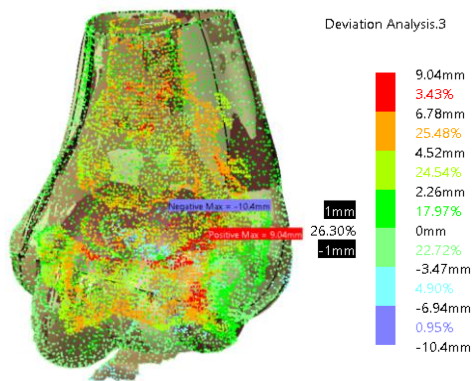 Deviation Analysis.3
9.04mm
3.43%
6.78mm
25.48%
4.52mm
24.54%
2.26mm
17.97%
0mm
22.72%
-3.47mm
4.90%
-6.94mm
0.95%
-10.4mm
1mm
26.30%
-1mm
Negative Max = -10.4mm
Positive Max = 9.04mm